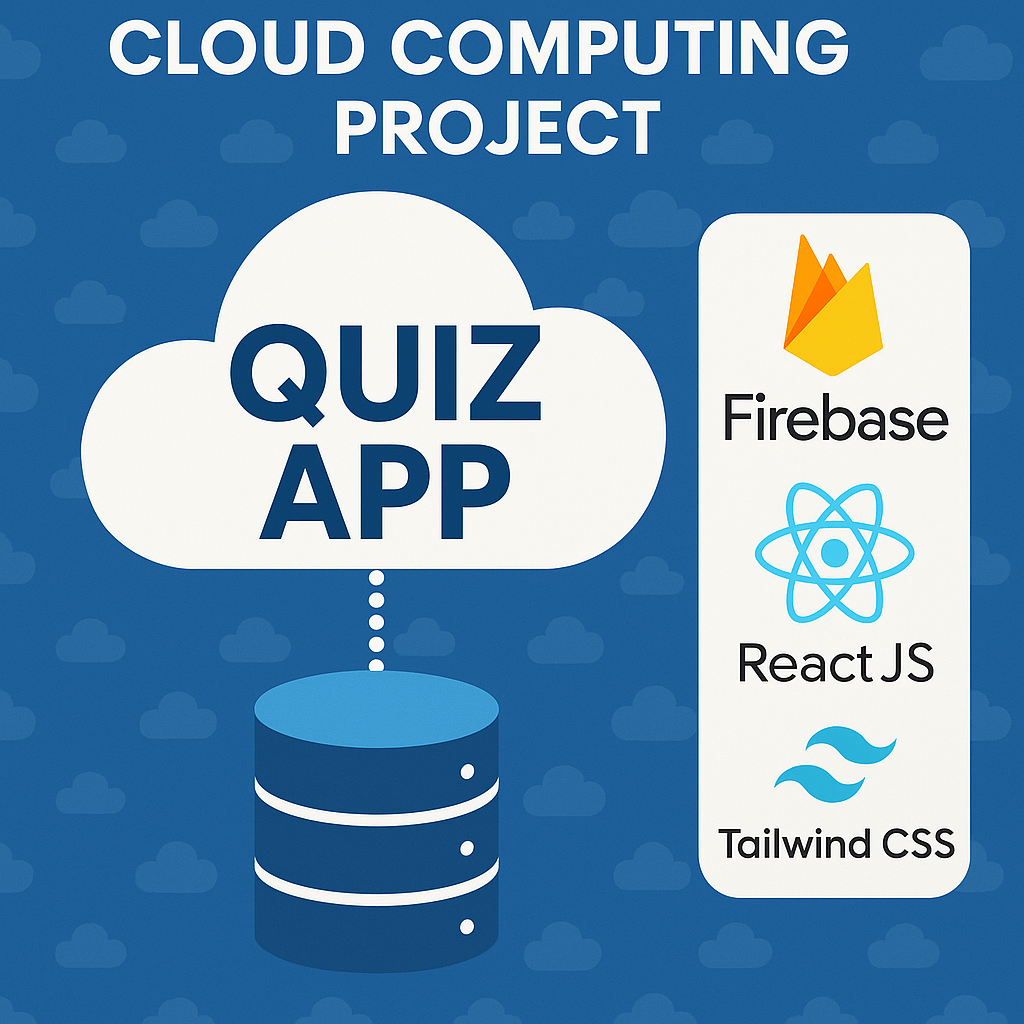 CLOUD COMPUTING
PROJECT
QUIZ
APP
Firebase
React JS
Tailwind CSS